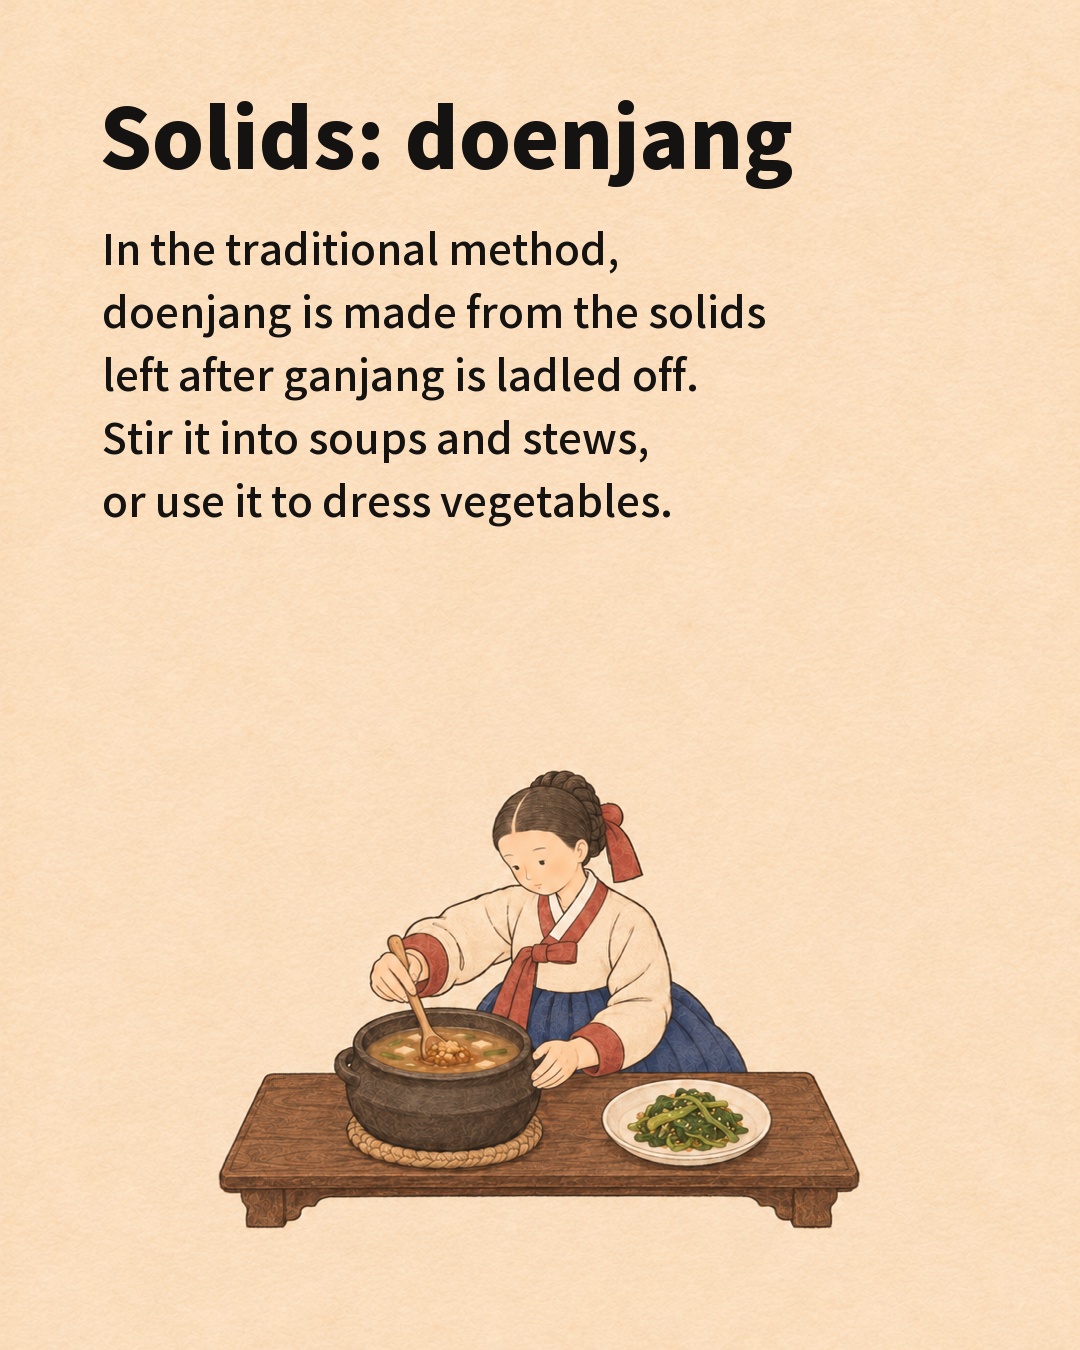 Solids: doenjang
In the traditional method,
doenjang is made from the solids
left after ganjang is ladled off.
Stir it into soups and stews,
or use it to dress vegetables.